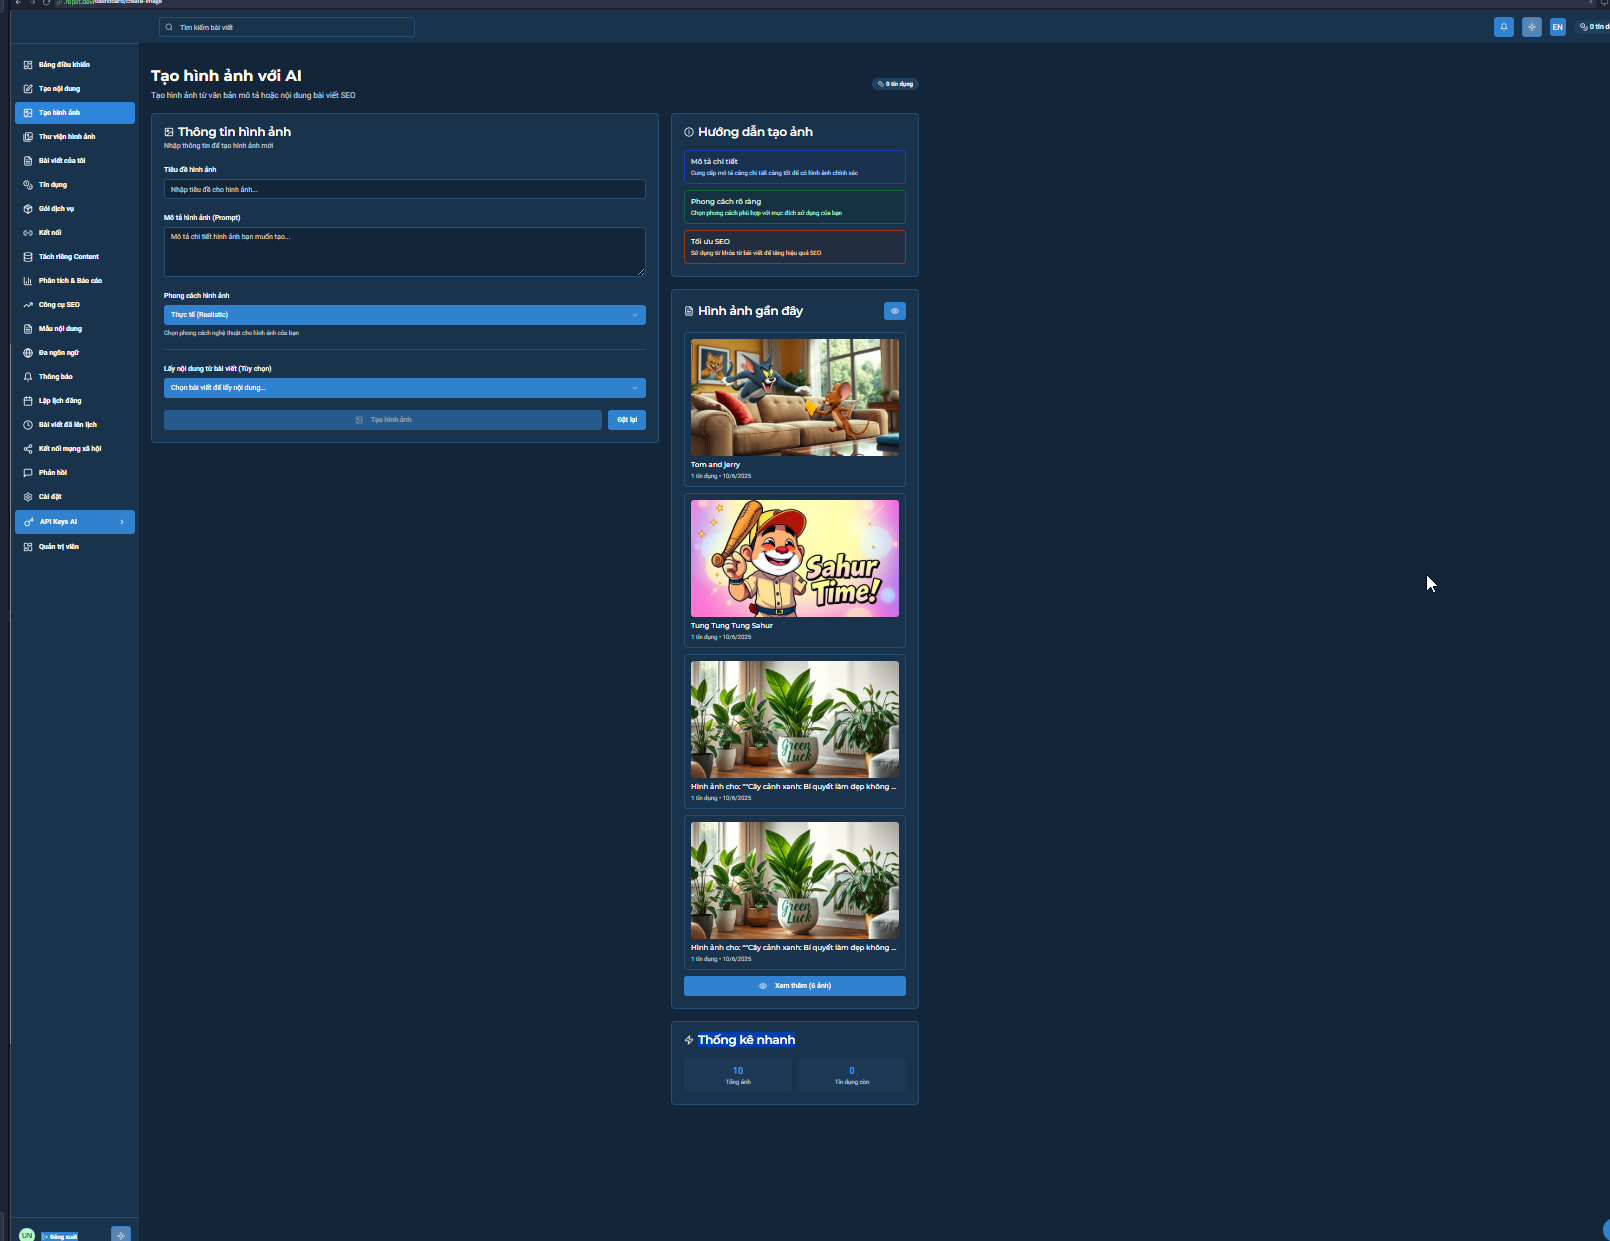 .replit.dev/dashboard/create-image
Tìm kiếm bài viết
EN
0 tín d
Bảng điều khiển
Tạo nội dung
Tạo hình ảnh
Thư viện hình ảnh
Bài viết của tôi
Tín dụng
Gói dịch vụ
Kết nối
Tách riêng Content
Phân tích & Báo cáo
Công cụ SEO
Mẫu nội dung
Đa ngôn ngữ
Thông báo
Lập lịch đăng
Bài viết đã lên lịch
Kết nối mạng xã hội
Phản hồi
Cài đặt
API Keys AI
Quản trị viên
UN
Đăng xuất
Tạo hình ảnh với AI
Tạo hình ảnh từ văn bản mô tả hoặc nội dung bài viết SEO
0 tín dụng
Thông tin hình ảnh
Nhập thông tin để tạo hình ảnh mới
Tiêu đề hình ảnh
Nhập tiêu đề cho hình ảnh...
Mô tả hình ảnh (Prompt)
Mô tả chi tiết hình ảnh bạn muốn tạo...
Phong cách hình ảnh
Thực tế (Realistic)
Chọn phong cách nghệ thuật cho hình ảnh của bạn
Lấy nội dung từ bài viết (Tùy chọn)
Chọn bài viết để lấy nội dung...
Tạo hình ảnh
Đặt lại
Hướng dẫn tạo ảnh
Mô tả chi tiết
Cung cấp mô tả càng chi tiết càng tốt để có hình ảnh chính xác
Phong cách rõ ràng
Chọn phong cách phù hợp với mục đích sử dụng của bạn
Tối ưu SEO
Sử dụng từ khóa từ bài viết để tăng hiệu quả SEO
Hình ảnh gần đây
Tom and jerry
1 tín dụng • 10/6/2025
Sahur
Time!
Tung Tung Tung Sahur
1 tín dụng • 10/6/2025
Green
Luck
Hình ảnh cho: ""Cây cảnh xanh: Bí quyết làm đẹp không ...
1 tín dụng • 10/6/2025
Green
Luck
Hình ảnh cho: ""Cây cảnh xanh: Bí quyết làm đẹp không ...
1 tín dụng • 10/6/2025
Xem thêm (6 ảnh)
Thống kê nhanh
10
Tổng ảnh
0
Tín dụng còn